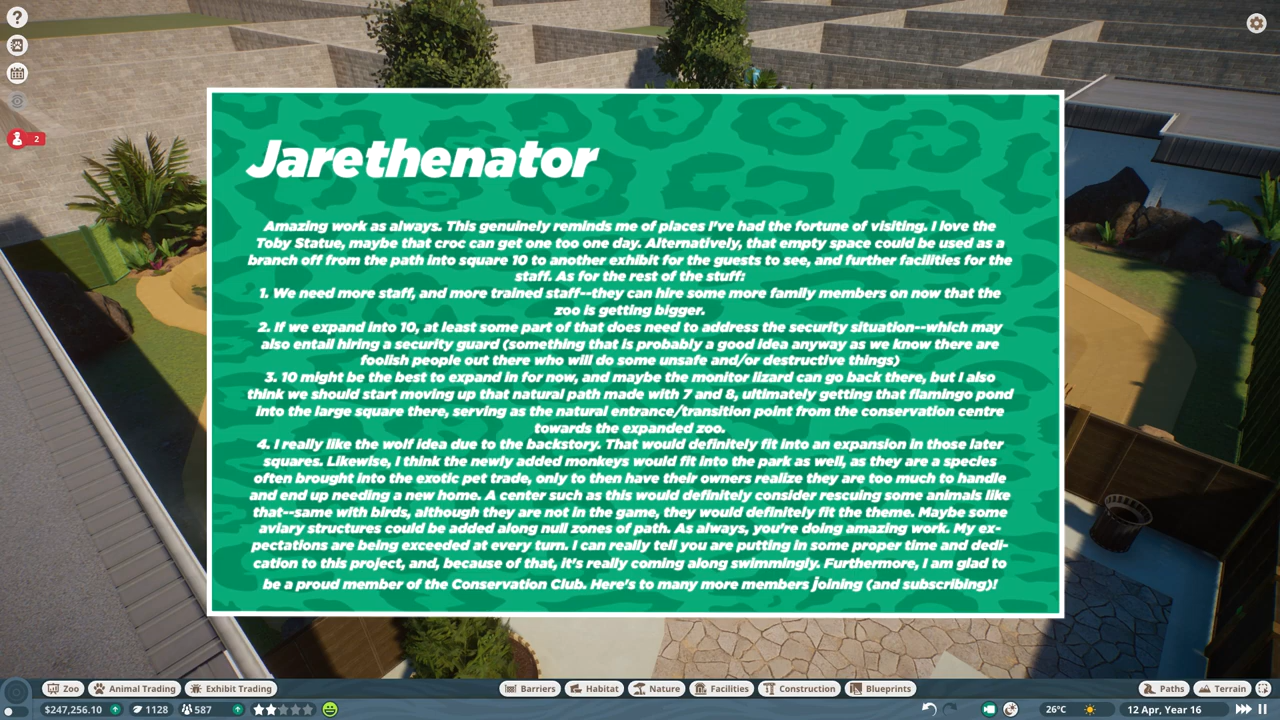 ?
2
Jarethenator
Amazing work as always. This genuinely reminds me of places I've had the fortune of visiting. I love the
Toby Statue, maybe that croc can get one too one day. Alternatively, that empty space could be used as a
branch off from the path into square 10 to another exhibit for the guests to see, and further facilities for the
staff. As for the rest of the stuff:
1. We need more staff, and more trained staff--they can hire some more family members on now that the
zoo is getting bigger.
2. If we expand into 10, at least some part of that does need to address the security situation--which may
also entail hiring a security guard (something that is probably a good idea anyway as we know there are
foolish people out there who will do some unsafe and/or destructive things)
3. 10 might be the best to expand in for now, and maybe the monitor lizard can go back there, but I also
think we should start moving up that natural path made with 7 and 8, ultimately getting that flamingo pond
into the large square there, serving as the natural entrance/transition point from the conservation centre
towards the expanded zoo.
4. I really like the wolf idea due to the backstory. That would definitely fit into an expansion in those later
squares. Likewise, I think the newly added monkeys would fit into the park as well, as they are a species
often brought into the exotic pet trade, only to then have their owners realize they are too much to handle
and end up needing a new home. A center such as this would definitely consider rescuing some animals like
that--same with birds, although they are not in the game, they would definitely fit the theme. Maybe some
aviary structures could be added along null zones of path. As always, you're doing amazing work. My ex-
pectations are being exceeded at every turn. I can really tell you are putting in some proper time and dedi-
cation to this project, and, because of that, it's really coming along swimmingly. Furthermore, I am glad to
be a proud member of the Conservation Club. Here's to many more members joining (and subscribing)!
Zoo Animal Trading Exhibit Trading Barriers Habitat Nature Facilities Construction Blueprints Paths Terrain
$247,256.10 1128 587 26°C 12 Apr, Year 16